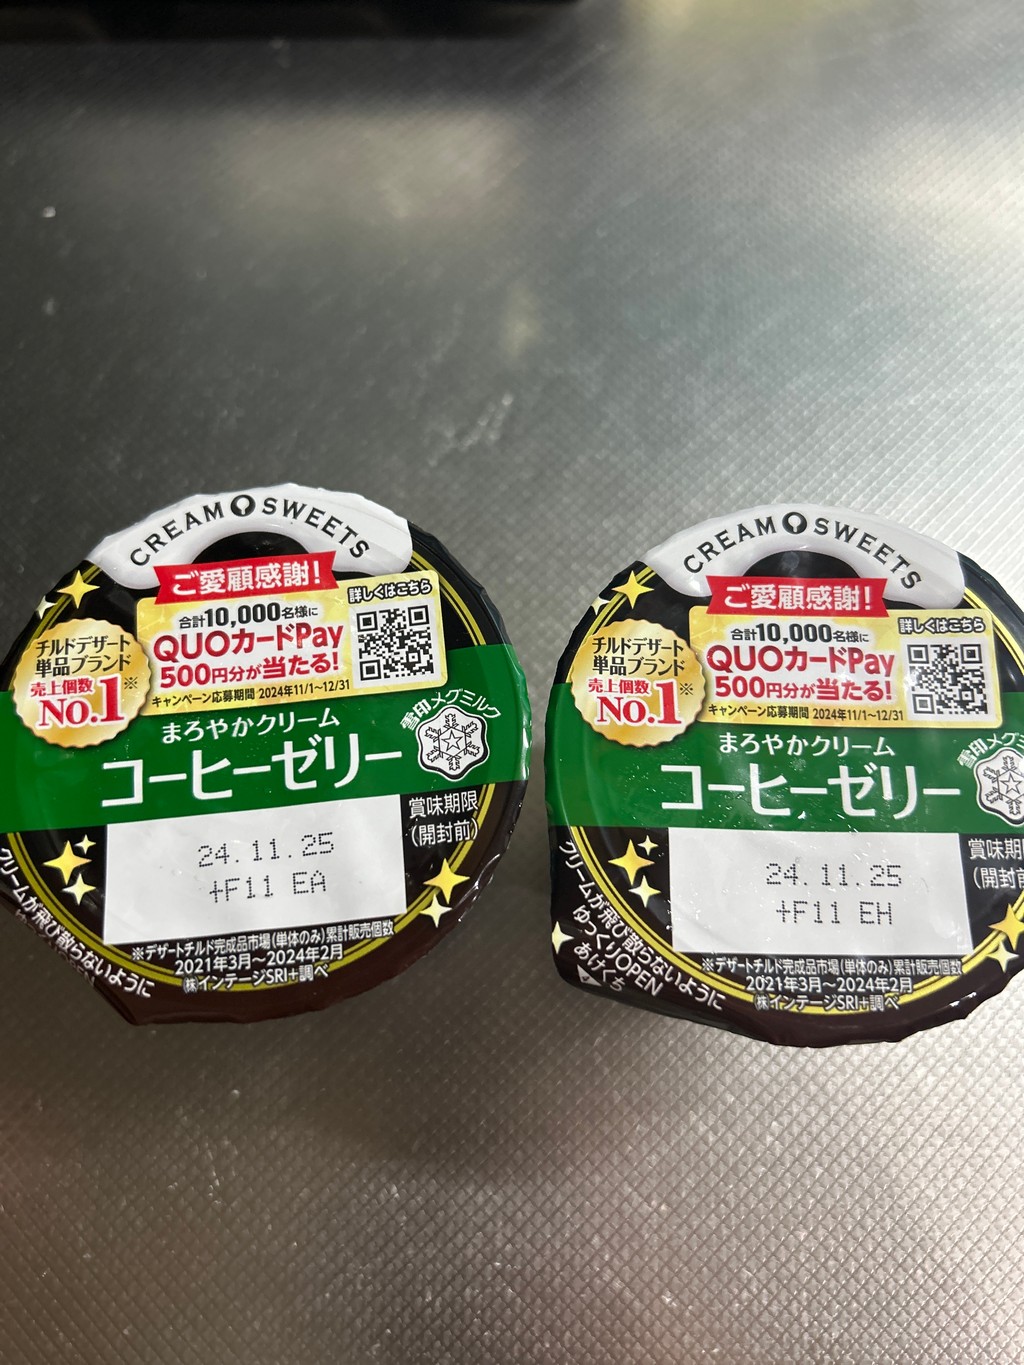 CREAM SWEETS
ご愛顧感謝!
合計10,000名様に
QUOカードPay
500円分が当たる!
詳しくはこちら
キャンペーン応募期間 2024年11/1~12/31
チルドデザート
単品ブランド
売上個数※
No.1
まろやかクリーム
コーヒーゼリー
雪印メグミルク
賞味期限
(開封前)
24.11.25
+F11 EA
※デザートチルド完成品市場(単体のみ)累計販売個数
2021年3月~2024年2月
㈱インテージSRI+調べ
クリームが飛び散らないように
CREAM SWEETS
ご愛顧感謝!
合計10,000名様に
QUOカードPay
500円分が当たる!
詳しくはこちら
キャンペーン応募期間 2024年11/1~12/31
チルドデザート
単品ブランド
売上個数※
No.1
まろやかクリーム
コーヒーゼリー
雪印メグミ
賞味期
(開封前
24.11.25
+F11 EH
※デザートチルド完成品市場(単体のみ)累計販売個数
2021年3月~2024年2月
㈱インテージSRI+調べ
クリームが飛び散らないように
ゆっくりOPEN
あけくち